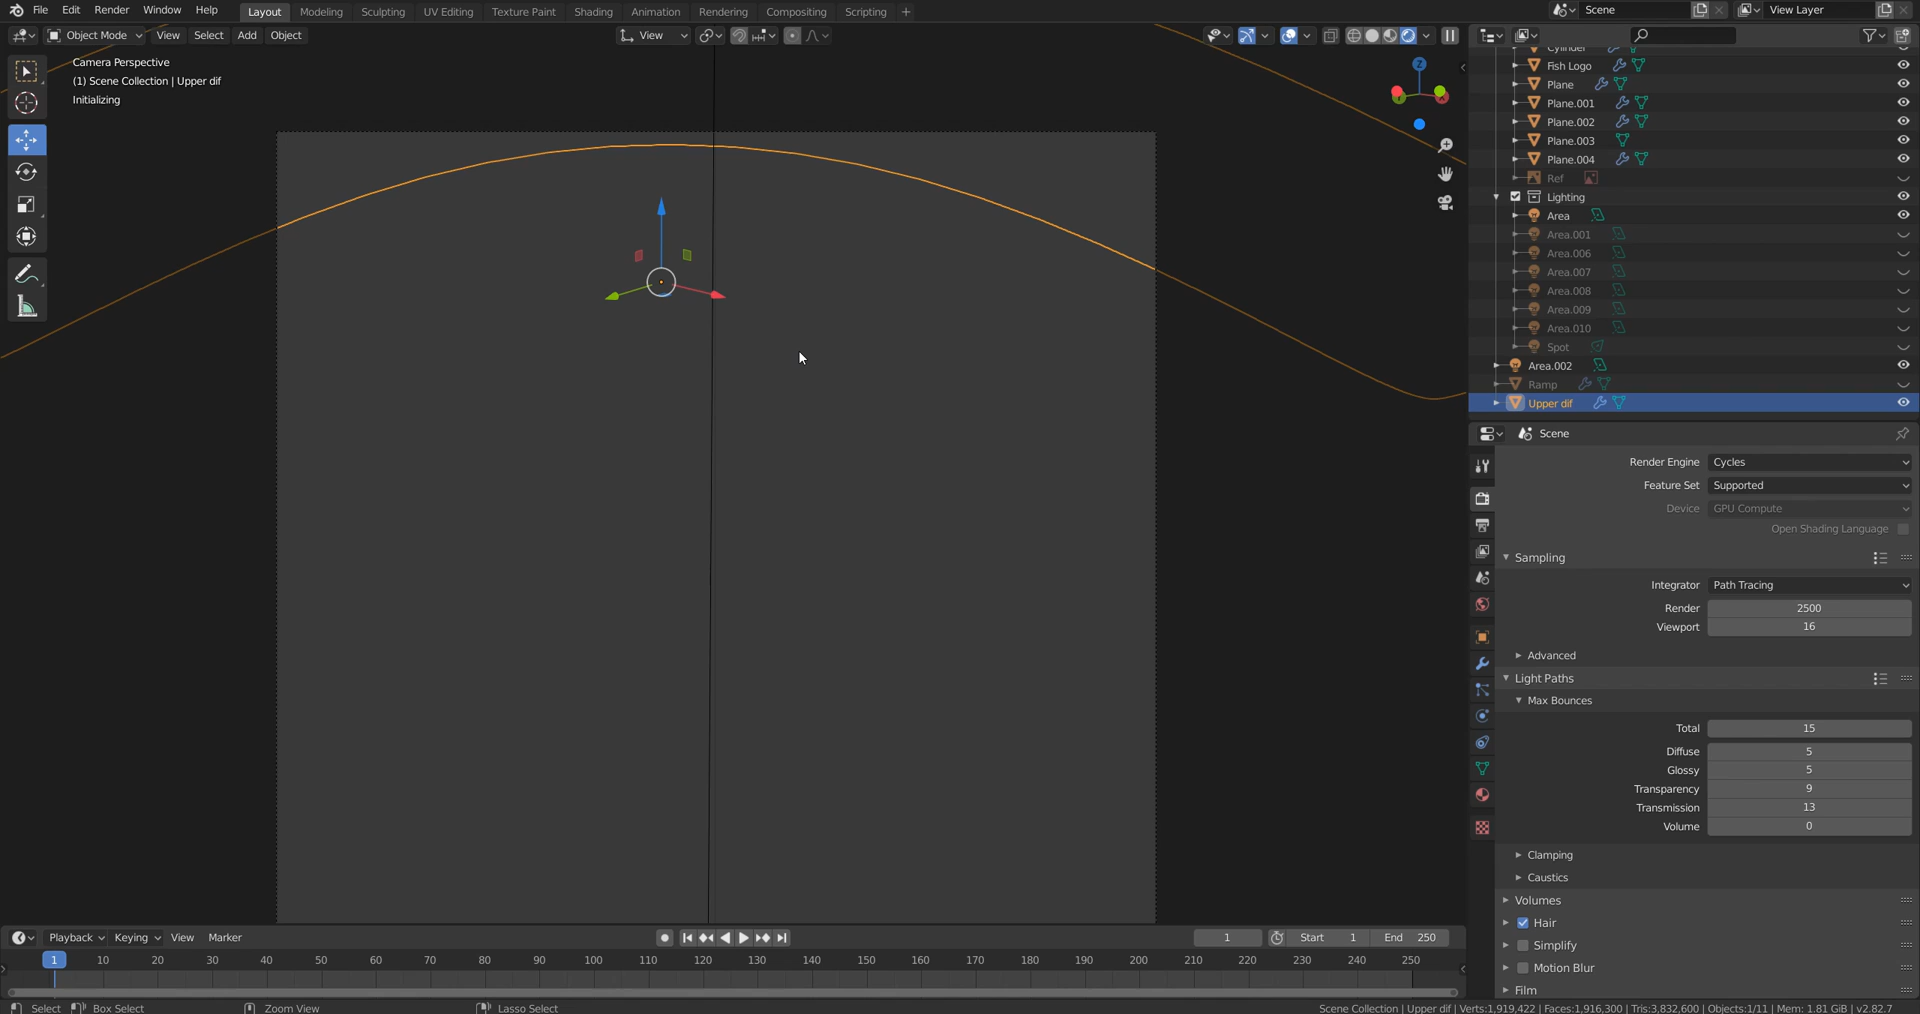 File Edit Render Window Help Layout Modeling Sculpting UV Editing Texture Paint Shading Animation Rendering Compositing Scripting + Scene View Layer
Object Mode View Select Add Object View
Camera Perspective
(1) Scene Collection | Upper dif
Initializing
Z
Cylinder
Fish Logo
Plane
Plane.001
Plane.002
Plane.003
Plane.004
Ref
Lighting
Area
Area.001
Area.006
Area.007
Area.008
Area.009
Area.010
Spot
Area.002
Ramp
Upper dif
Scene
Render Engine Cycles
Feature Set Supported
Device GPU Compute
Open Shading Language
Sampling
Integrator Path Tracing
Render 2500
Viewport 16
Advanced
Light Paths
Max Bounces
Total 15
Diffuse 5
Glossy 5
Transparency 9
Transmission 13
Volume 0
Clamping
Caustics
Volumes
Hair
Simplify
Motion Blur
Film
Playback Keying View Marker 1 Start 1 End 250
1 10 20 30 40 50 60 70 80 90 100 110 120 130 140 150 160 170 180 190 200 210 220 230 240 250
Select Box Select Zoom View Lasso Select Scene Collection | Upper dif | Verts:1,919,422 | Faces:1,916,300 | Tris:3,832,600 | Objects:1/11 | Mem: 1.81 GiB | v2.82.7